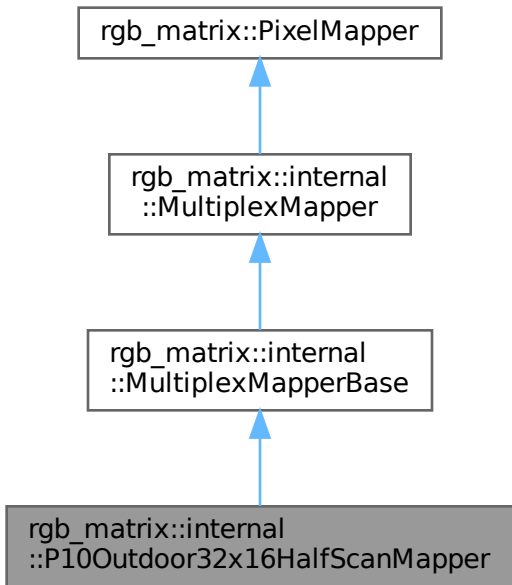 rgb_matrix::PixelMapper
rgb_matrix::internal
::MultiplexMapper
rgb_matrix::internal
::MultiplexMapperBase
rgb_matrix::internal
::P10Outdoor32x16HalfScanMapper